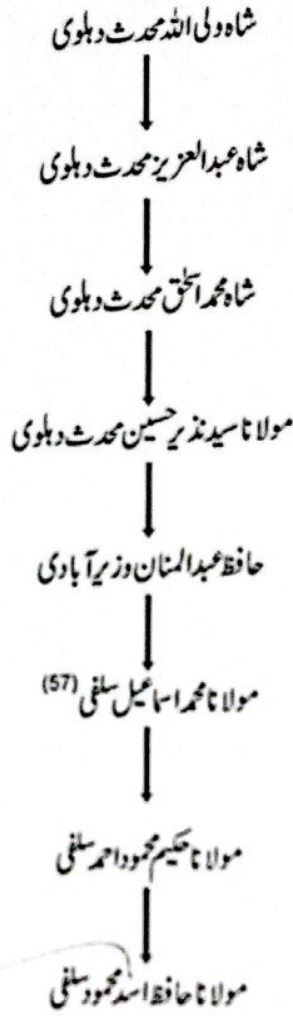 شاہ ولی اللہ محدث دہلوی
شاہ عبدالعزیز محدث دہلوی
شاہ محمد اسحٰق محدث دہلوی
مولانا سید نذیر حسین محدث دہلوی
حافظ عبدالمنان وزیر آبادی
مولانا محمد اسماعیل سلفی (57)
مولانا حکیم محمود احمد سلفی
مولانا حافظ اسد محمود سلفی